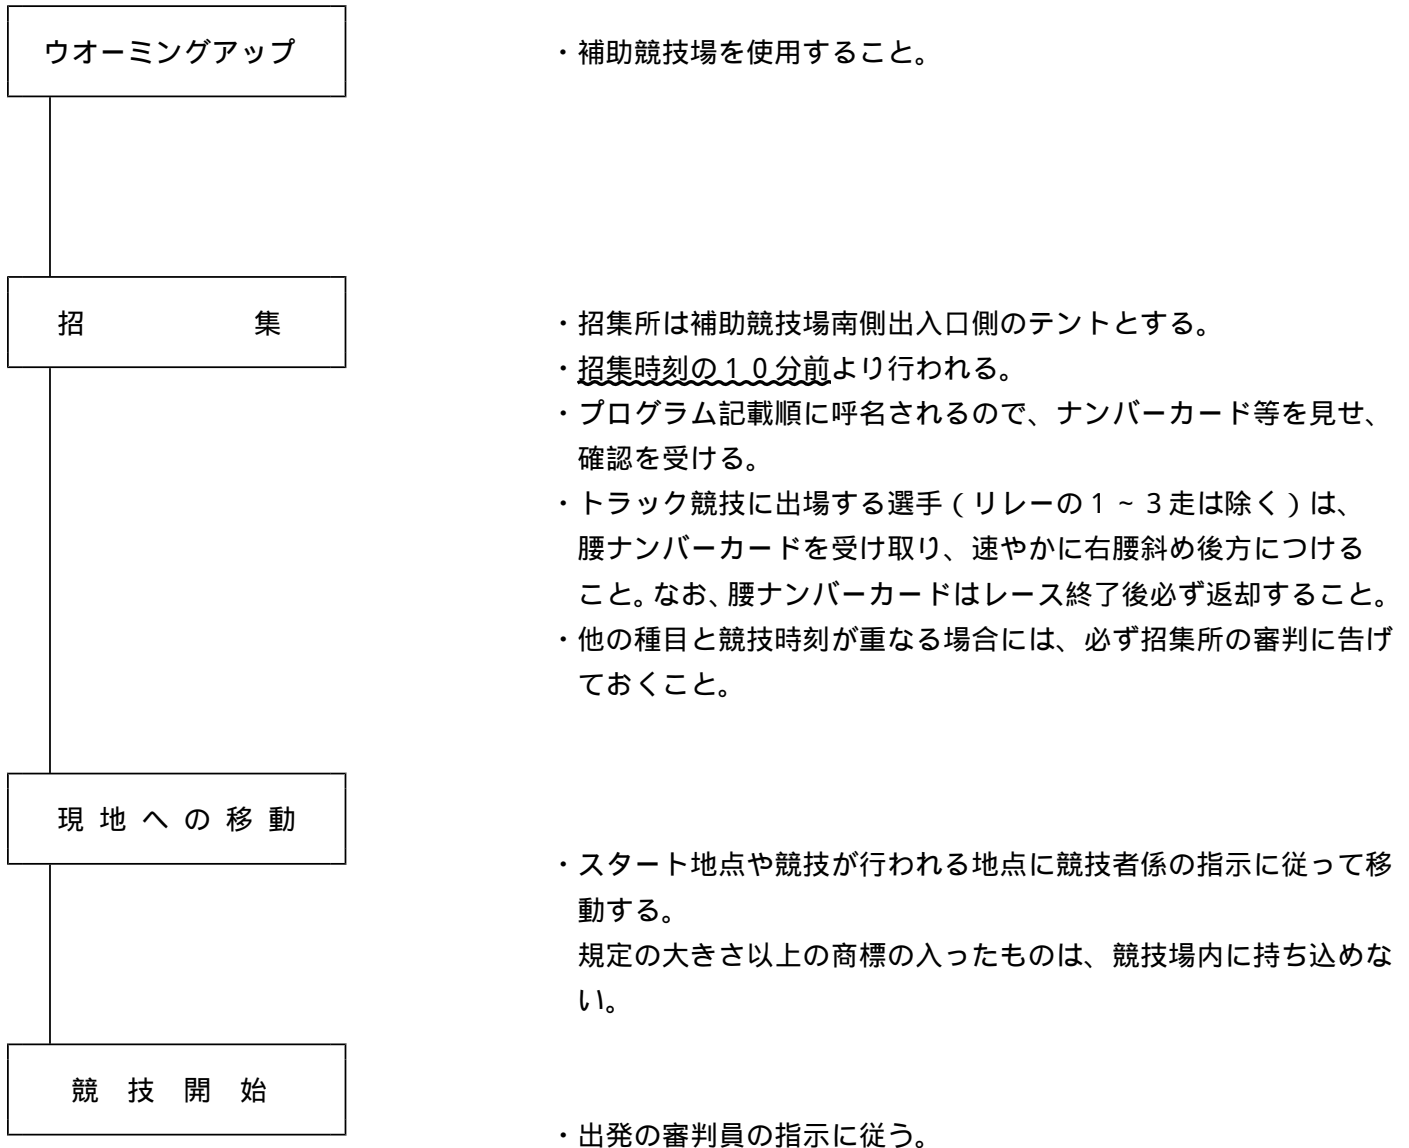 ウオーミングアップ
・補助競技場を使用すること。
招　　　　　　集
・招集所は補助競技場南側出入口側のテントとする。
・招集時刻の１０分前より行われる。
・プログラム記載順に呼名されるので、ナンバーカード等を見せ、
確認を受ける。
・トラック競技に出場する選手（リレーの１～３走は除く）は、
腰ナンバーカードを受け取り、速やかに右腰斜め後方につける
こと。なお、腰ナンバーカードはレース終了後必ず返却すること。
・他の種目と競技時刻が重なる場合には、必ず招集所の審判に告げ
ておくこと。
現 地 へ の 移 動
・スタート地点や競技が行われる地点に競技者係の指示に従って移
動する。
規定の大きさ以上の商標の入ったものは、競技場内に持ち込めな
い。
競　技　開　始
・出発の審判員の指示に従う。